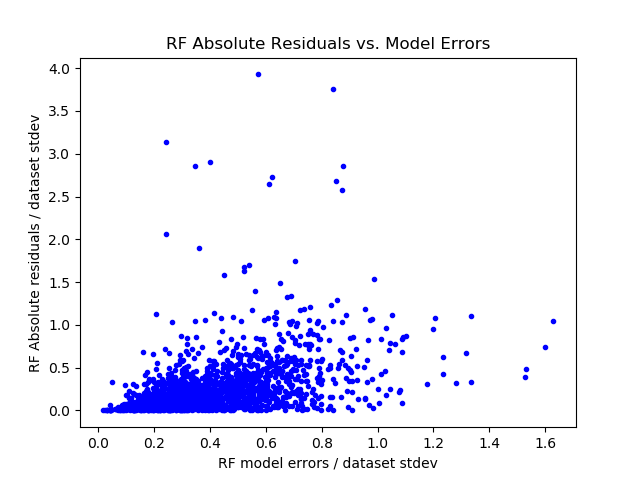 RF Absolute Residuals vs. Model Errors
RF Absolute residuals / dataset stdev
4.0
3.5
3.0
2.5
2.0
1.5
1.0
0.5
0.0
0.0 0.2 0.4 0.6 0.8 1.0 1.2 1.4 1.6
RF model errors / dataset stdev